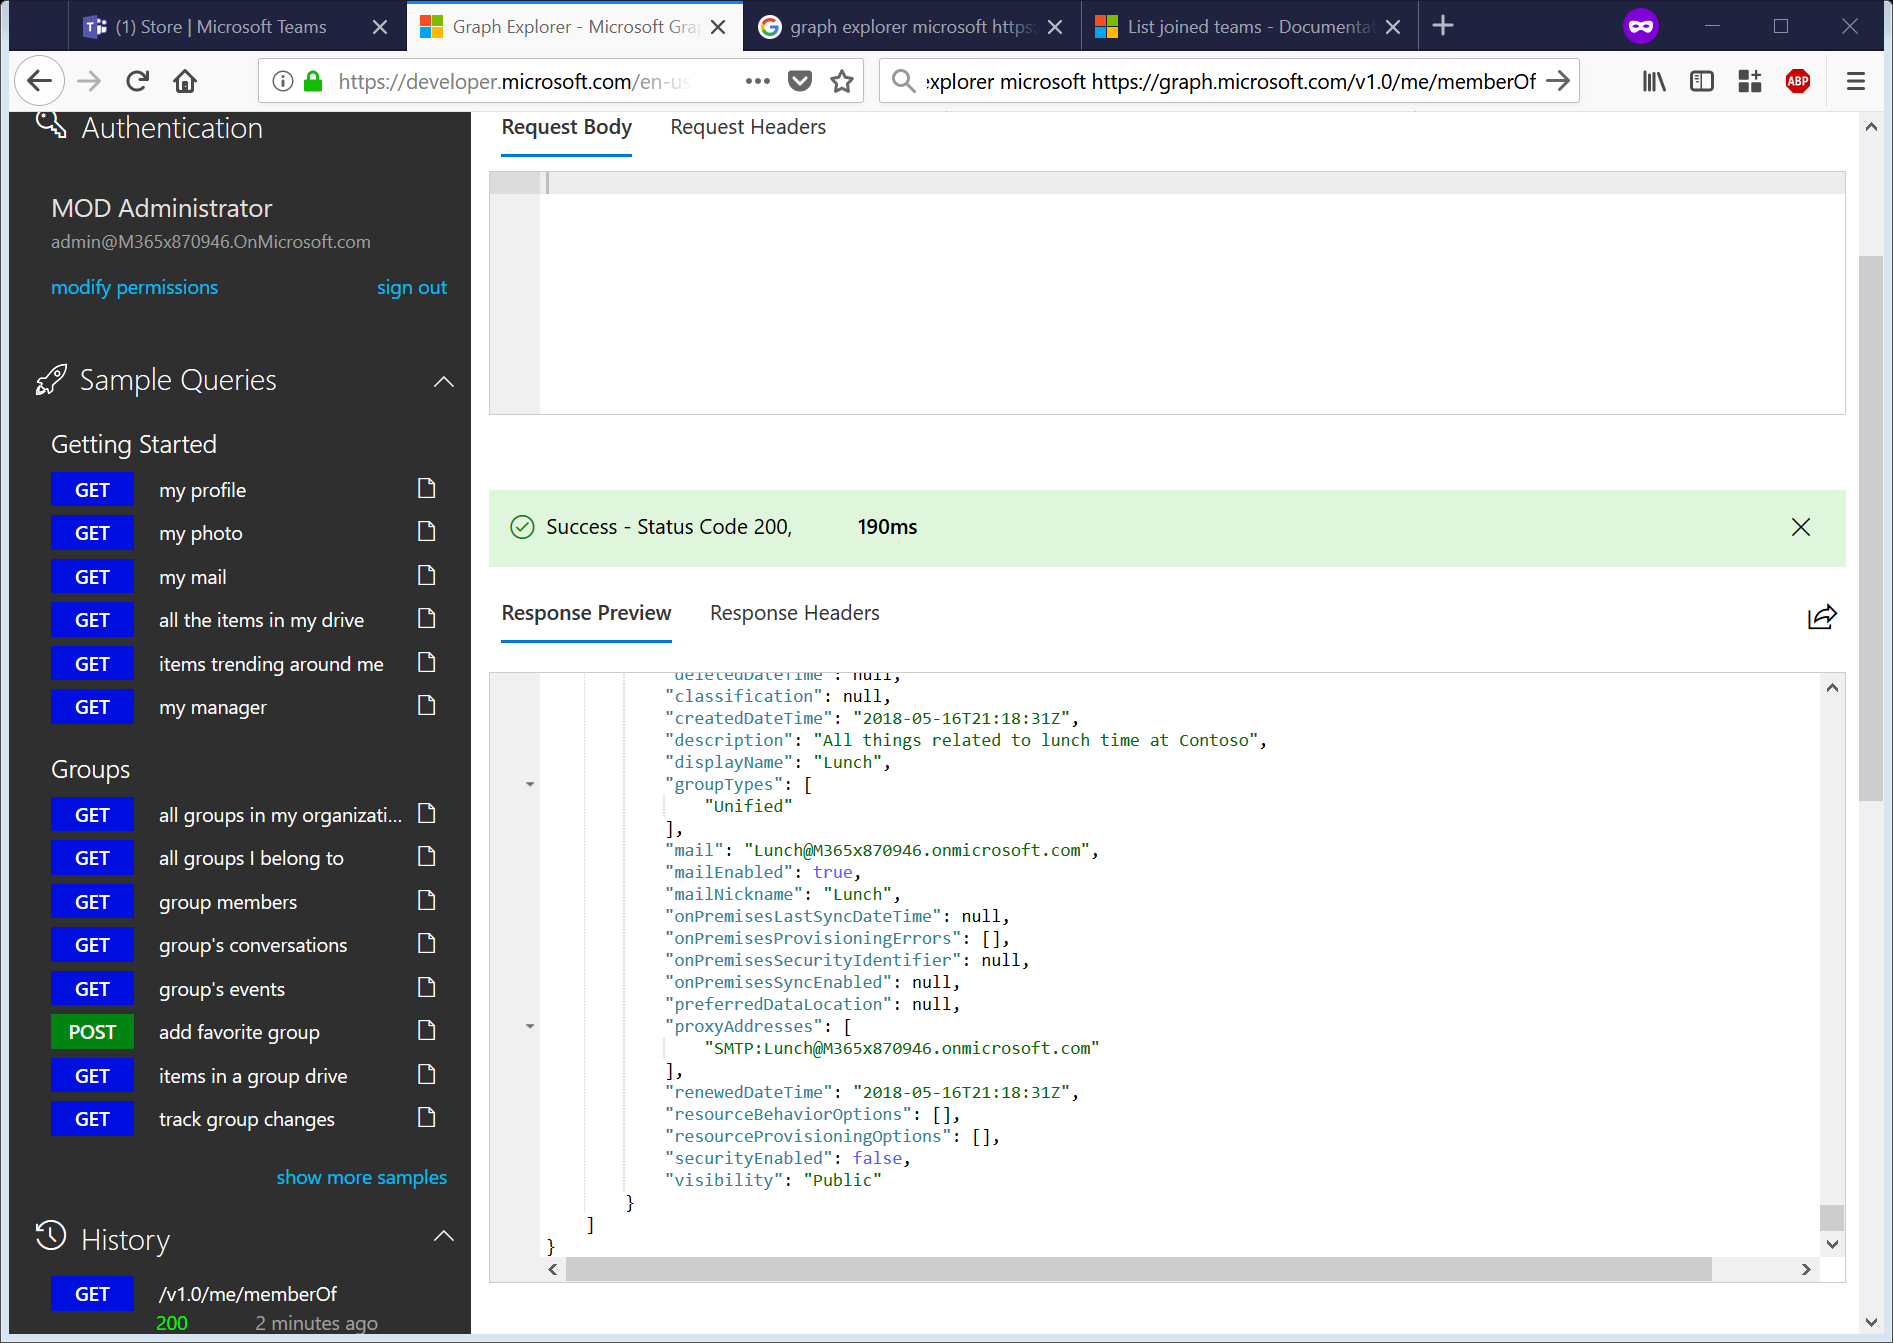 (1) Store | Microsoft Teams
Graph Explorer - Microsoft Gra
graph explorer microsoft https:
List joined teams - Documentat
https://developer.microsoft.com/en-us
explorer microsoft https://graph.microsoft.com/v1.0/me/memberOf
ABP
Authentication
MOD Administrator
admin@M365x870946.OnMicrosoft.com
modify permissions
sign out
Sample Queries
Getting Started
GET my profile
GET my photo
GET my mail
GET all the items in my drive
GET items trending around me
GET my manager
Groups
GET all groups in my organizati...
GET all groups I belong to
GET group members
GET group's conversations
GET group's events
POST add favorite group
GET items in a group drive
GET track group changes
show more samples
History
GET /v1.0/me/memberOf
200 2 minutes ago
Request Body Request Headers
Success - Status Code 200, 190ms
Response Preview Response Headers
"deletedDateTime": null,
"classification": null,
"createdDateTime": "2018-05-16T21:18:31Z",
"description": "All things related to lunch time at Contoso",
"displayName": "Lunch",
"groupTypes": [
"Unified"
],
"mail": "Lunch@M365x870946.onmicrosoft.com",
"mailEnabled": true,
"mailNickname": "Lunch",
"onPremisesLastSyncDateTime": null,
"onPremisesProvisioningErrors": [],
"onPremisesSecurityIdentifier": null,
"onPremisesSyncEnabled": null,
"preferredDataLocation": null,
"proxyAddresses": [
"SMTP:Lunch@M365x870946.onmicrosoft.com"
],
"renewedDateTime": "2018-05-16T21:18:31Z",
"resourceBehaviorOptions": [],
"resourceProvisioningOptions": [],
"securityEnabled": false,
"visibility": "Public"
}
]
}